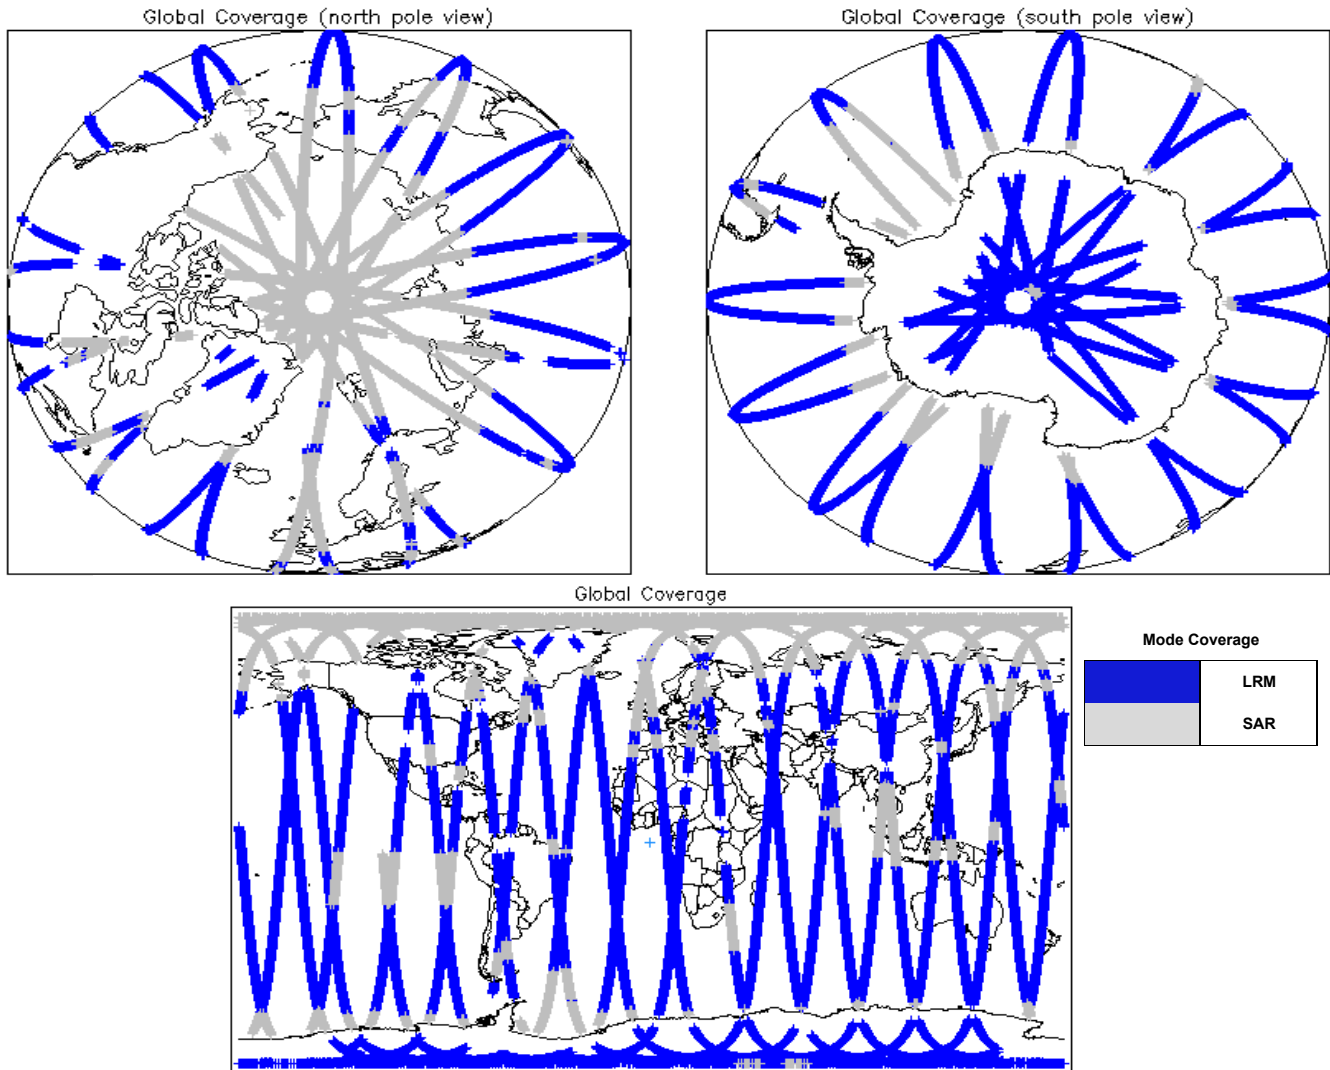 Global Coverage (north pole view)
Global Coverage (south pole view)
Global Coverage
Mode Coverage
LRM
SAR